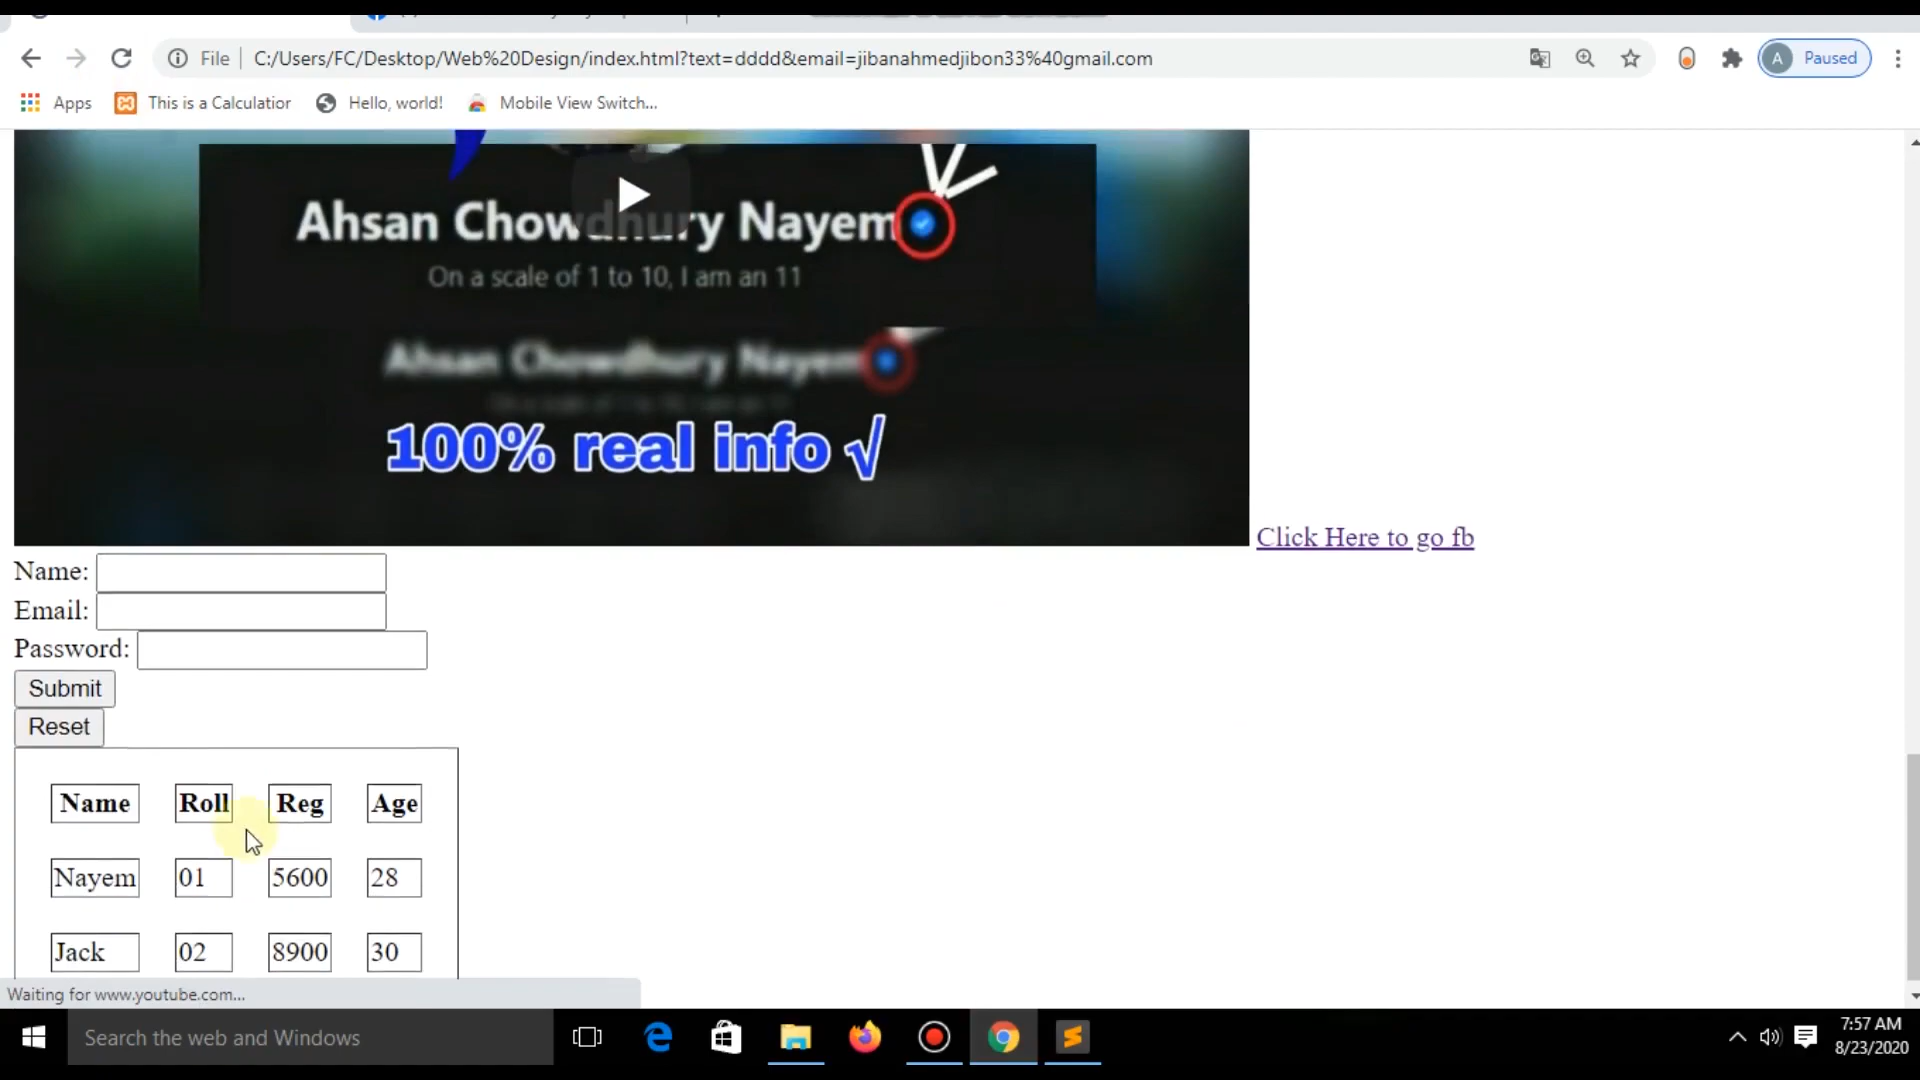 File
C:/Users/FC/Desktop/Web%20Design/index.html?text=dddd&email=jibanahmedjibon33%40gmail.com
A Paused
Apps This is a Calculatior Hello, world! Mobile View Switch...
Ahsan Chowdhury Nayem
On a scale of 1 to 10, I am an 11
Ahsan Chowdhury Nayem
100% real info √
Click Here to go fb
Name:
Email:
Password:
Submit
Reset
Name Roll Reg Age
Nayem 01 5600 28
Jack 02 8900 30
Waiting for www.youtube.com...
Search the web and Windows
7:57 AM
8/23/2020